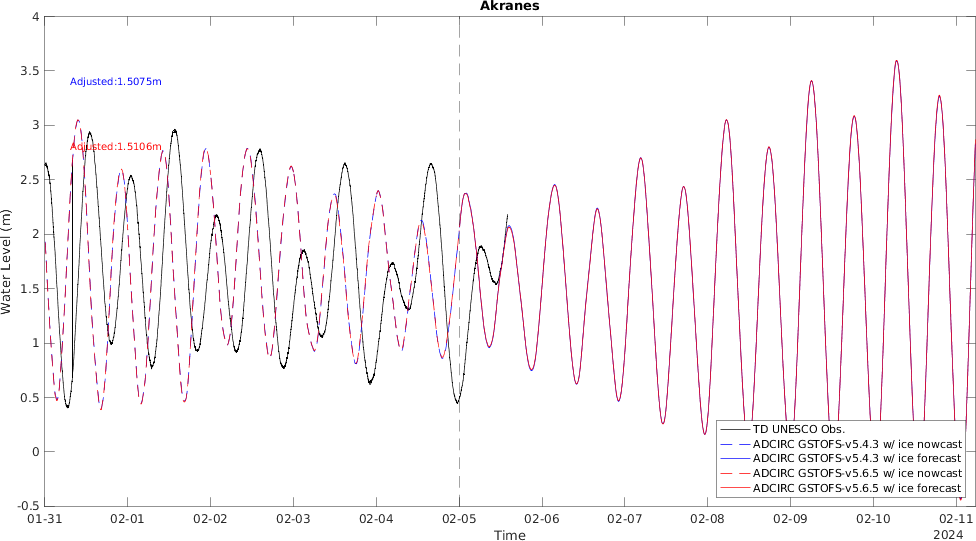 Akranes
4
3.5
3
2.5
2
1.5
1
0.5
0
-0.5
Water Level (m)
Adjusted:1.5075m
Adjusted:1.5106m
TD UNESCO Obs.
ADCIRC GSTOFS-v5.4.3 w/ ice nowcast
ADCIRC GSTOFS-v5.4.3 w/ ice forecast
ADCIRC GSTOFS-v5.6.5 w/ ice nowcast
ADCIRC GSTOFS-v5.6.5 w/ ice forecast
01-31 02-01 02-02 02-03 02-04 02-05 02-06 02-07 02-08 02-09 02-10 02-11
Time
2024